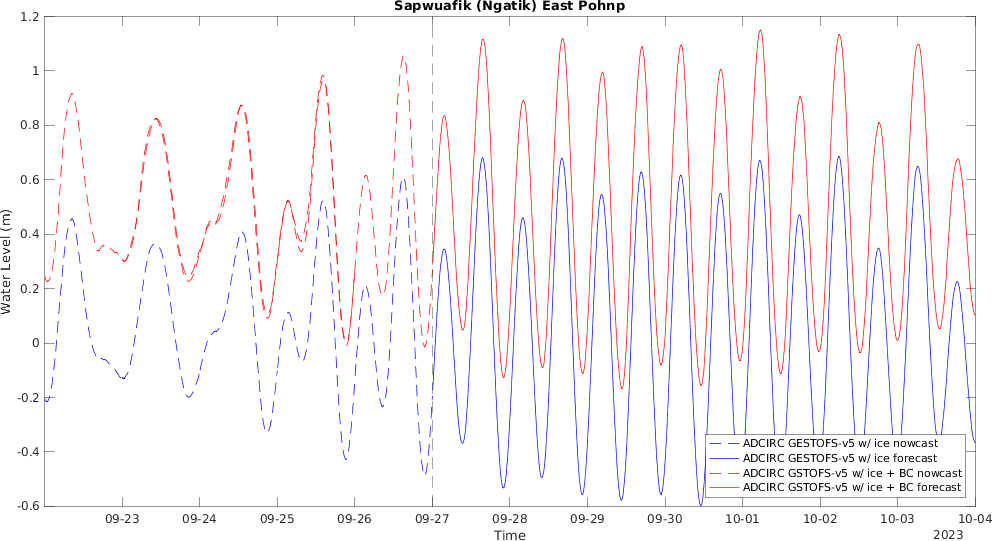 Sapwuafik (Ngatik) East Pohnp
Water Level (m)
1.2
1
0.8
0.6
0.4
0.2
0
-0.2
-0.4
-0.6
ADCIRC GESTOFS-v5 w/ ice nowcast
ADCIRC GESTOFS-v5 w/ ice forecast
ADCIRC GSTOFS-v5 w/ ice + BC nowcast
ADCIRC GSTOFS-v5 w/ ice + BC forecast
09-23 09-24 09-25 09-26 09-27 09-28 09-29 09-30 10-01 10-02 10-03 10-04
Time
2023